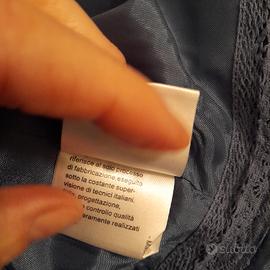 riferisce al solo processo
di fabbricazione, eseguito
sotto la costante super-
visione di tecnici italiani.
progettazione,
controllo qualità
realizzati
subito